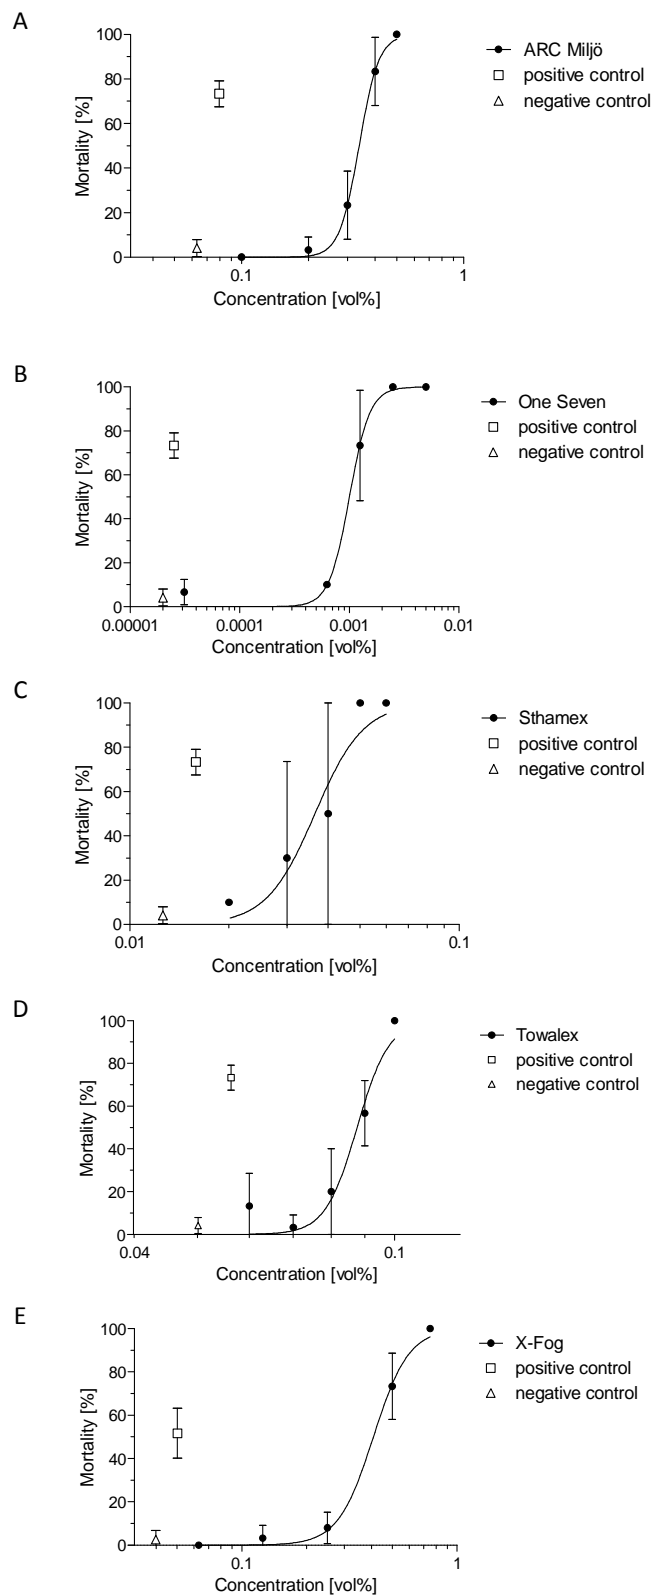 A
Mortality [%]
100
80
60
40
20
0
0.1
1
Concentration [vol%]
ARC Miljö
positive control
negative control
B
Mortality [%]
100
80
60
40
20
0
0.00001
0.0001
0.001
0.01
Concentration [vol%]
One Seven
positive control
negative control
C
Mortality [%]
100
80
60
40
20
0
0.01
0.1
Concentration [vol%]
Sthamex
positive control
negative control
D
Mortality [%]
100
80
60
40
20
0
0.04
0.1
Concentration [vol%]
Towalex
positive control
negative control
E
Mortality [%]
100
80
60
40
20
0
0.1
1
Concentration [vol%]
X-Fog
positive control
negative control